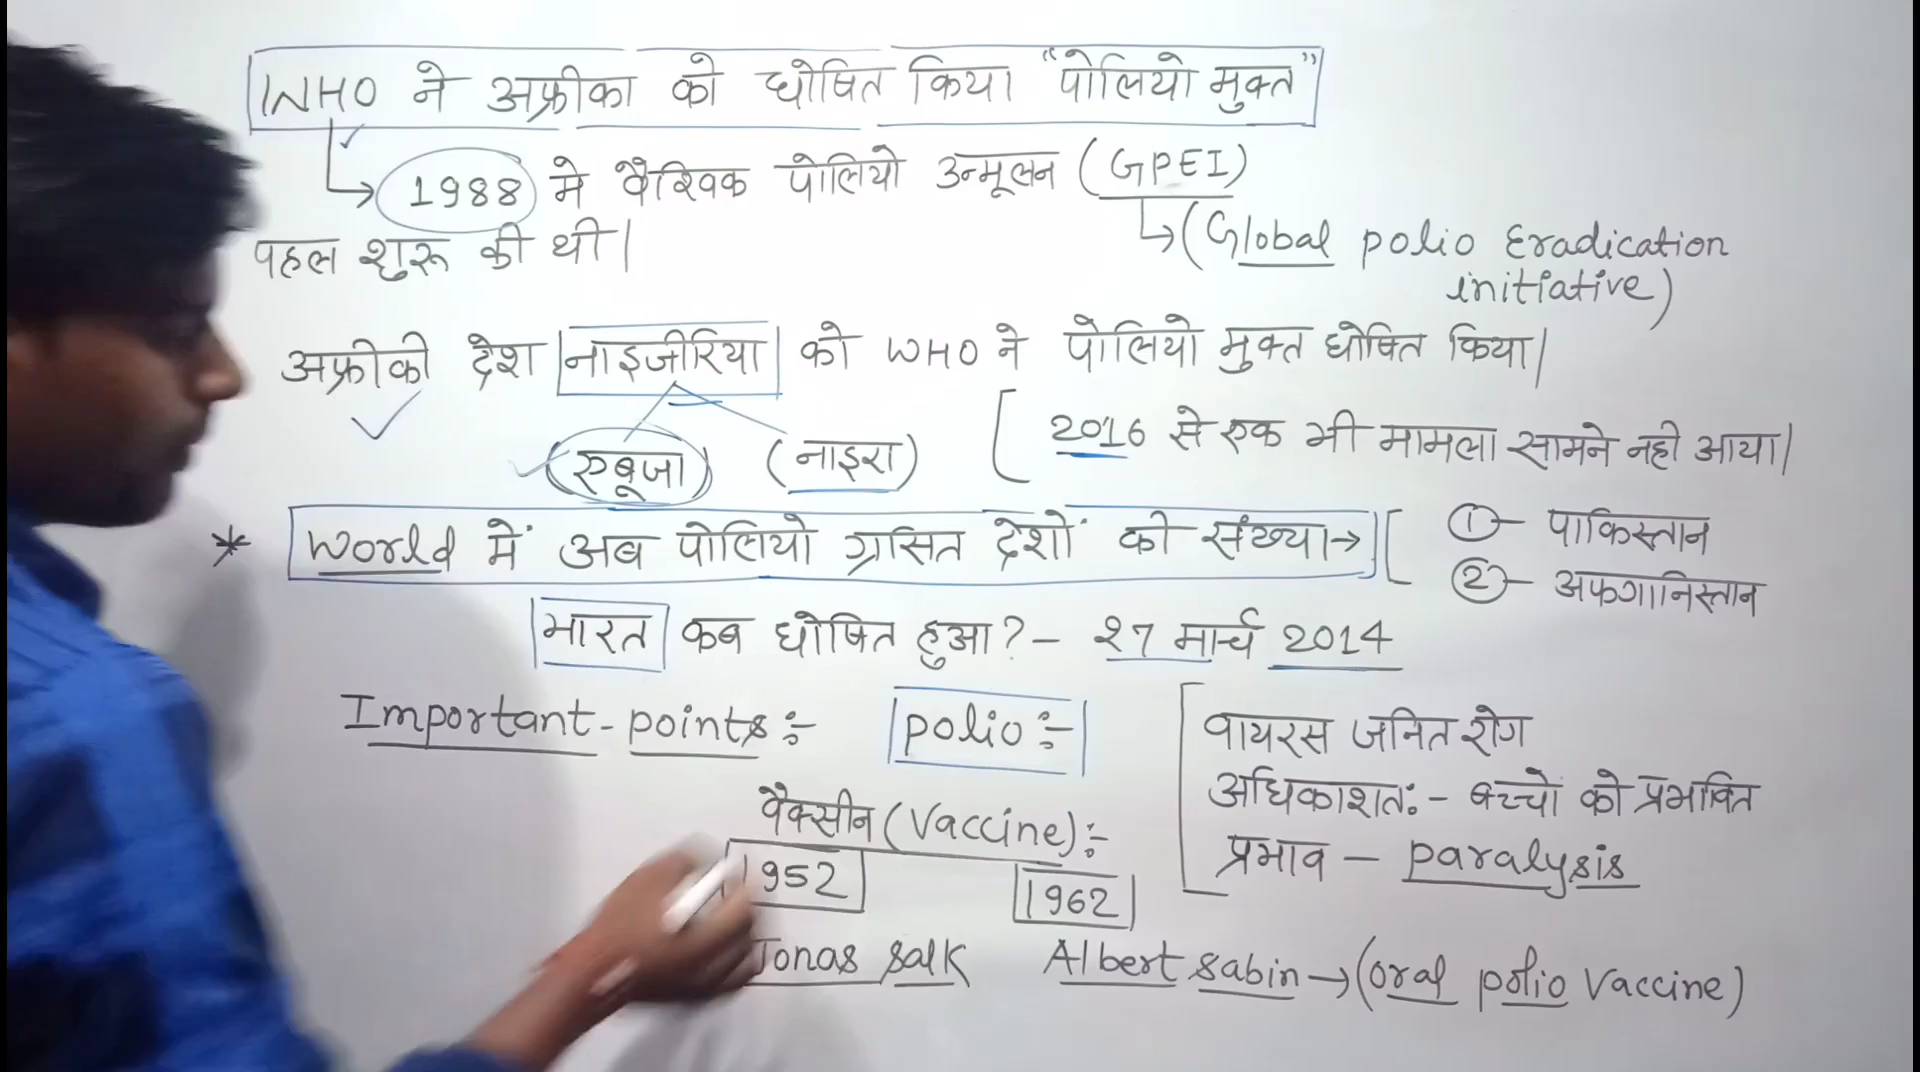 WHO ने अफ्रीका को घोषित किया "पोलियो मुक्त"
1988 मे वैश्विक पोलियो उन्मूलन (GPEI)
(Global polio Eradication
पहल शुरू की थी।
initiative)
अफ्रीकी देश नाइजीरिया को WHO ने पोलियो मुक्त घोषित किया।
2016 से एक भी मामला सामने नही आया।
(एबूजा) (नाइरा)
* World में अब पोलियो ग्रसित देशों की संख्या→ ①– पाकिस्तान
②– अफगानिस्तान
भारत कब घोषित हुआ?– 27 मार्च 2014
Important-points:- polio:- वायरस जनित रोग
अधिकाशतः- बच्चो को प्रभावित
वैक्सीन (Vaccine):-
प्रभाव – paralysis
1952 1962
Jonas Salk Albert Sabin→(Oral polio Vaccine)